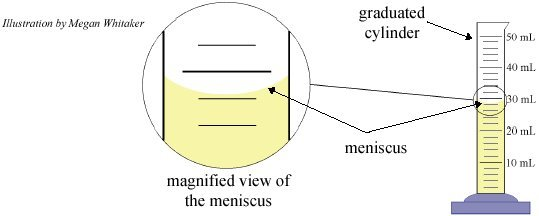 Illustration by Megan Whitaker
graduated
cylinder
50 mL
40 mL
30 mL
20 mL
10 mL
meniscus
magnified view of
the meniscus